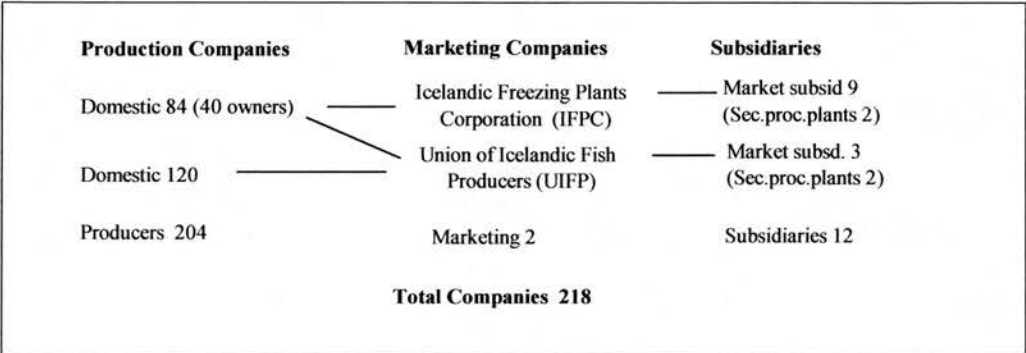 Production Companies Marketing Companies Subsidiaries
Domestic 84 (40 owners) Icelandic Freezing Plants Market subsid 9
Corporation (IFPC) (Sec.proc.plants 2)
Union of Icelandic Fish Market subsd. 3
Domestic 120 Producers (UIFP) (Sec.proc.plants 2)
Producers 204 Marketing 2 Subsidiaries 12
Total Companies 218